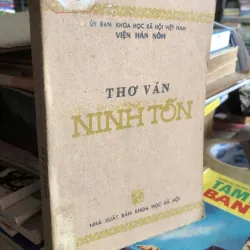 ỦY BAN KHOA HỌC XÃ HỘI VIỆT NAM
VIỆN HÁN NÔM
THƠ VĂN
NINH TỐN
NHÀ XUẤT BẢN KHOA HỌC XÃ HỘI
TAM
BAN